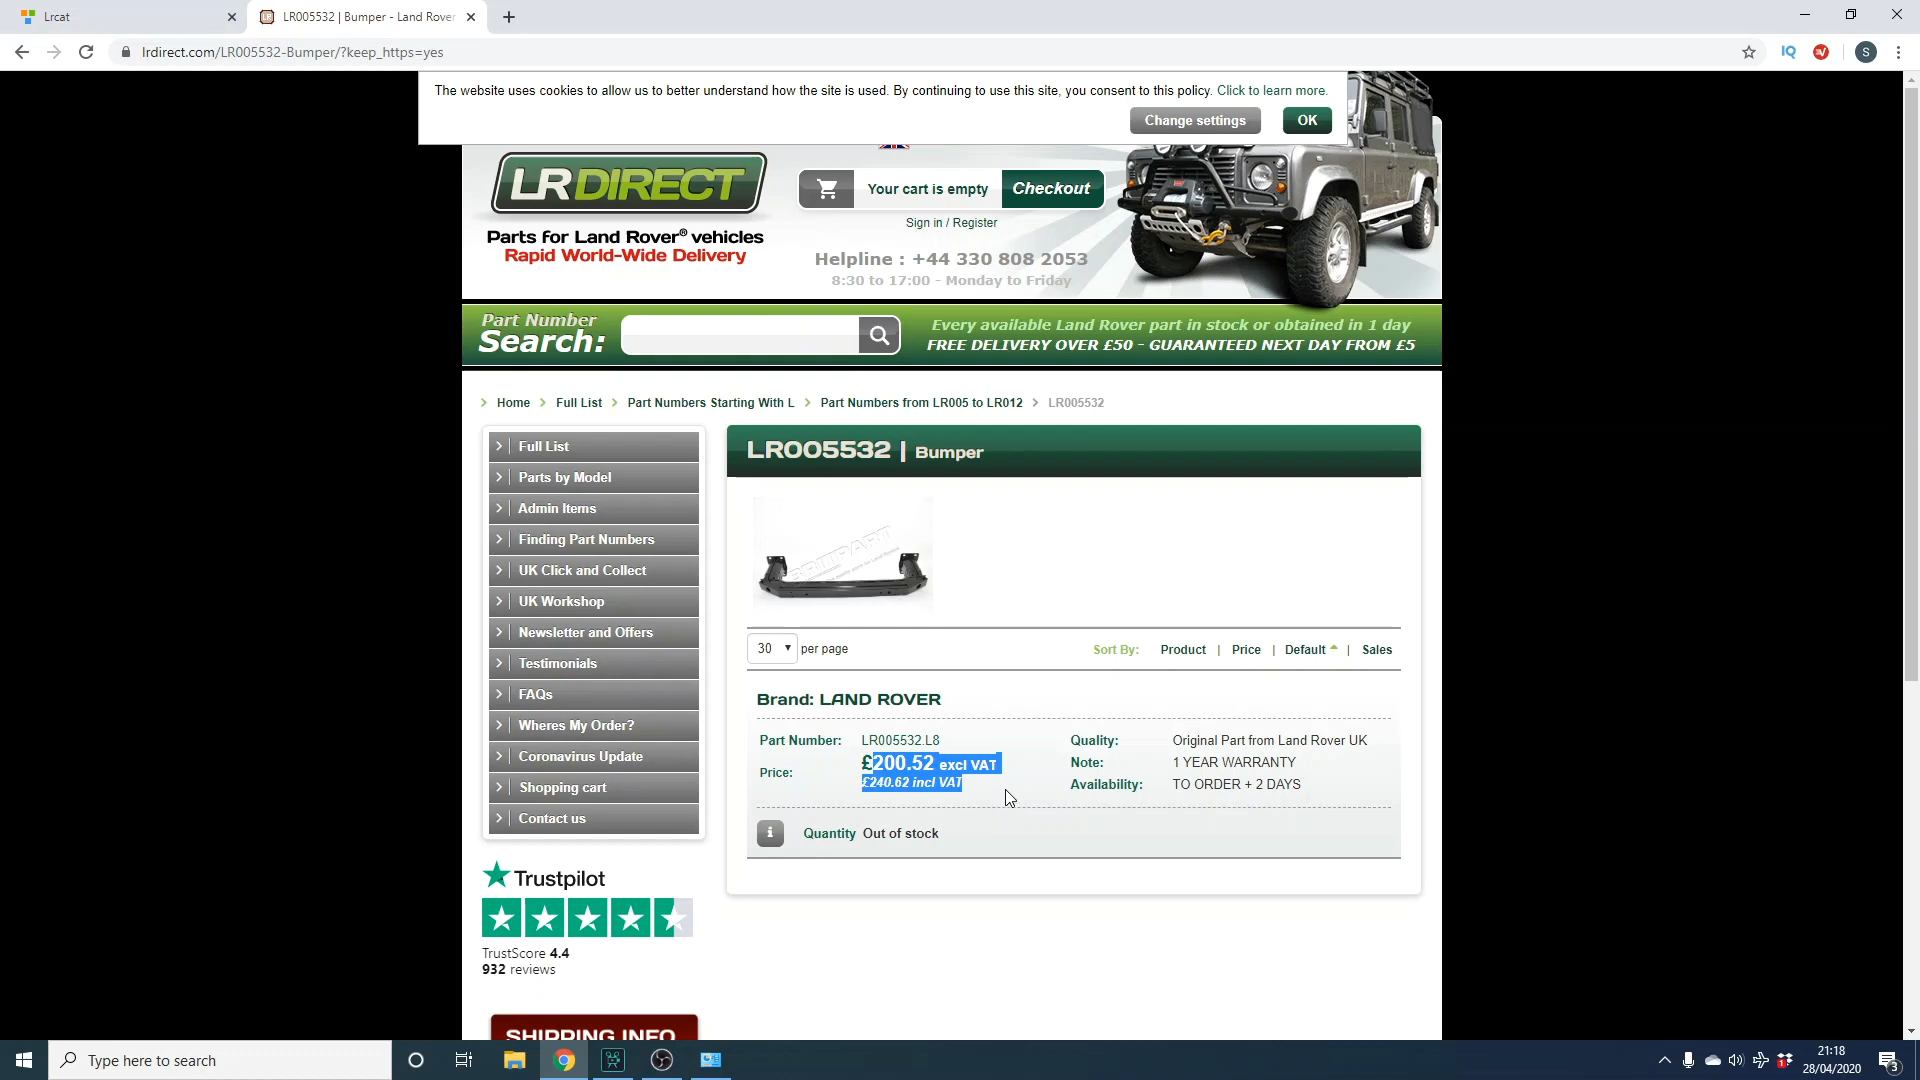 Lrcat
LR005532 | Bumper - Land Rover
lrdirect.com/LR005532-Bumper/?keep_https=yes
IQ
S
The website uses cookies to allow us to better understand how the site is used. By continuing to use this site, you consent to this policy. Click to learn more.
Change settings
OK
LRDIRECT
Parts for Land Rover® vehicles
Rapid World-Wide Delivery
Your cart is empty
Checkout
Sign in / Register
Helpline : +44 330 808 2053
8:30 to 17:00 - Monday to Friday
Part Number
Search:
Every available Land Rover part in stock or obtained in 1 day
FREE DELIVERY OVER £50 - GUARANTEED NEXT DAY FROM £5
Home
Full List
Part Numbers Starting With L
Part Numbers from LR005 to LR012
LR005532
Full List
Parts by Model
Admin Items
Finding Part Numbers
UK Click and Collect
UK Workshop
Newsletter and Offers
Testimonials
FAQs
Wheres My Order?
Coronavirus Update
Shopping cart
Contact us
Trustpilot
TrustScore 4.4
932 reviews
SHIPPING INFO
LR005532 | Bumper
BRITPART
30 per page
Sort By: Product | Price | Default | Sales
Brand: LAND ROVER
Part Number: LR005532.L8
Price: £200.52 excl VAT
£240.62 incl VAT
Quality: Original Part from Land Rover UK
Note: 1 YEAR WARRANTY
Availability: TO ORDER + 2 DAYS
Quantity Out of stock
Type here to search
21:18
28/04/2020
3